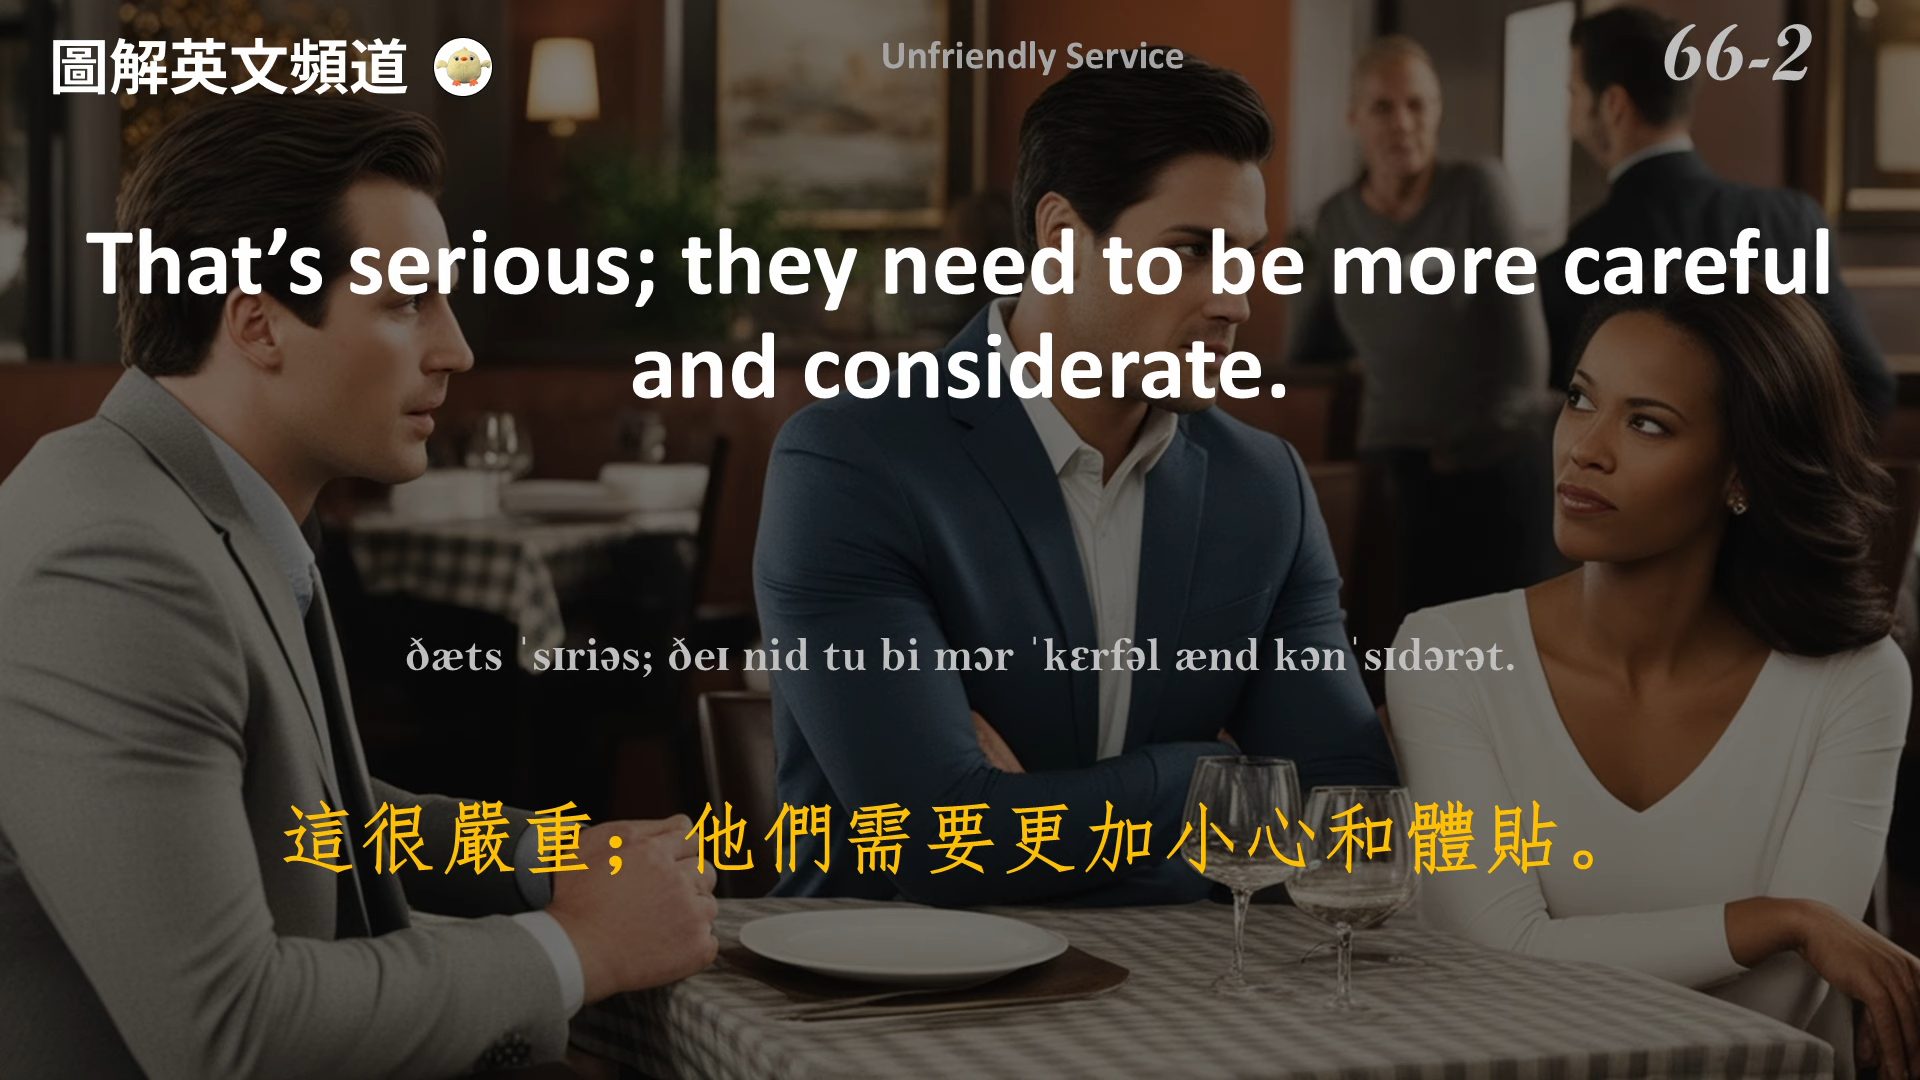 圖解英文頻道
Unfriendly Service
66-2
That’s serious; they need to be more careful
and considerate.
ðæts ˈsɪriəs; ðeɪ nid tu bi mɔr ˈkɛrfəl ænd kənˈsɪdərət.
這很嚴重；他們需要更加小心和體貼。